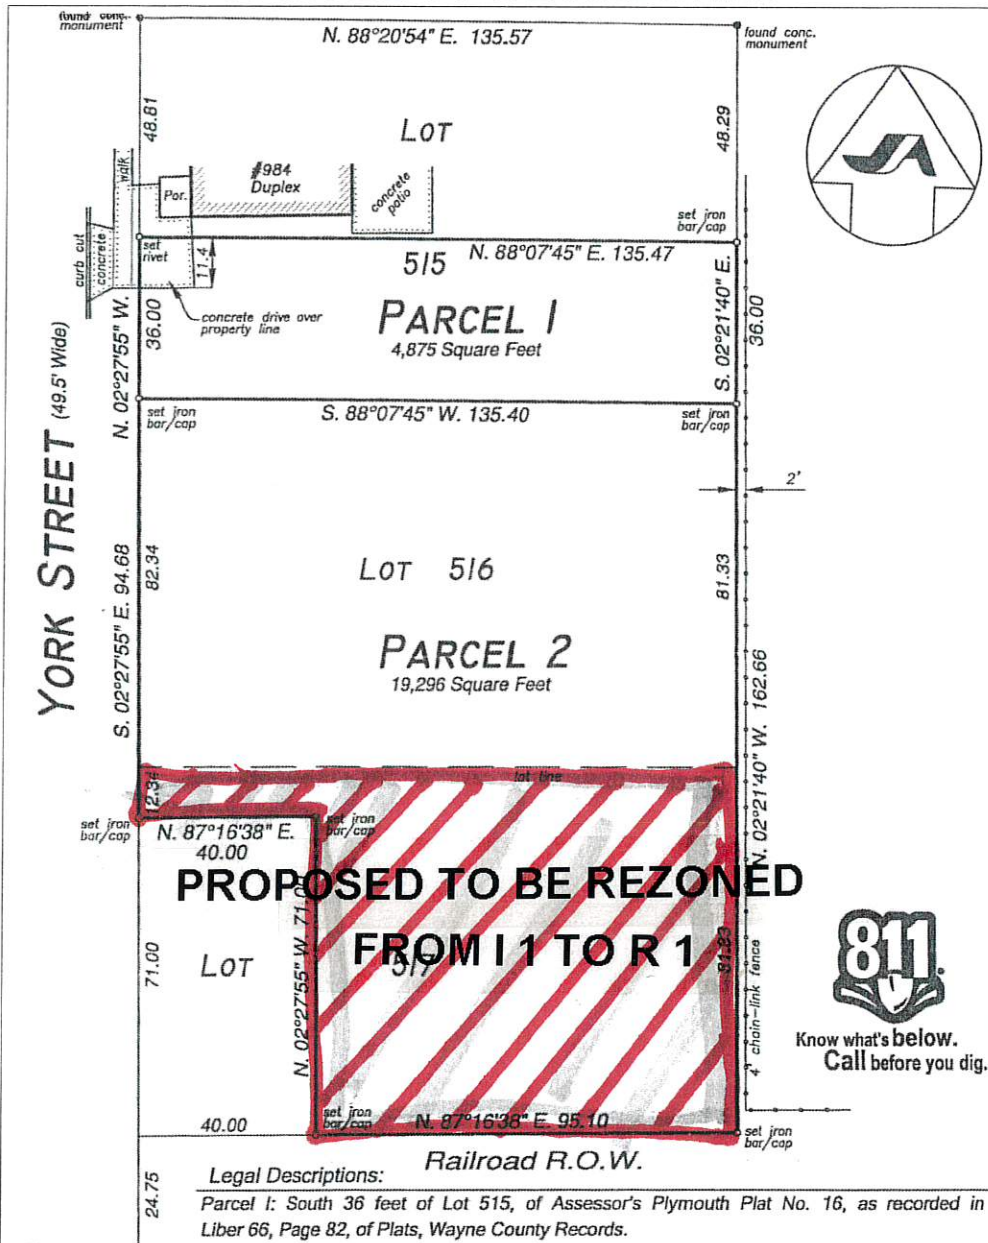 found conc.
monument
N. 88°20'54" E. 135.57
found conc.
monument
48.81
LOT
48.29
walk
#984
Duplex
Por.
concrete
patio
set iron
bar/cap
curb cut
concrete
set
rivet
11.4
515
N. 88°07'45" E. 135.47
concrete drive over
property line
PARCEL 1
4,875 Square Feet
N. 02°27'55" W.
36.00
S. 02°21'40" E.
36.00
YORK STREET (49.5' Wide)
set iron
bar/cap
S. 88°07'45" W. 135.40
set iron
bar/cap
2'
LOT 516
S. 02°27'55" E. 94.68
82.34
81.33
PARCEL 2
19,296 Square Feet
N. 02°21'40" W. 162.66
lot line
12.34
set iron
bar/cap
N. 87°16'38" E.
40.00
set iron
bar/cap
PROPOSED TO BE REZONED
FROM I 1 TO R 1
LOT
517
71.00
N. 02°27'55" W. 71.00
81.33
4' chain-link fence
811
Know what's below.
Call before you dig.
set iron
bar/cap
40.00
N. 87°16'38" E. 95.10
set iron
bar/cap
Railroad R.O.W.
24.75
Legal Descriptions:
Parcel 1: South 36 feet of Lot 515, of Assessor's Plymouth Plat No. 16, as recorded in
Liber 66, Page 82, of Plats, Wayne County Records.